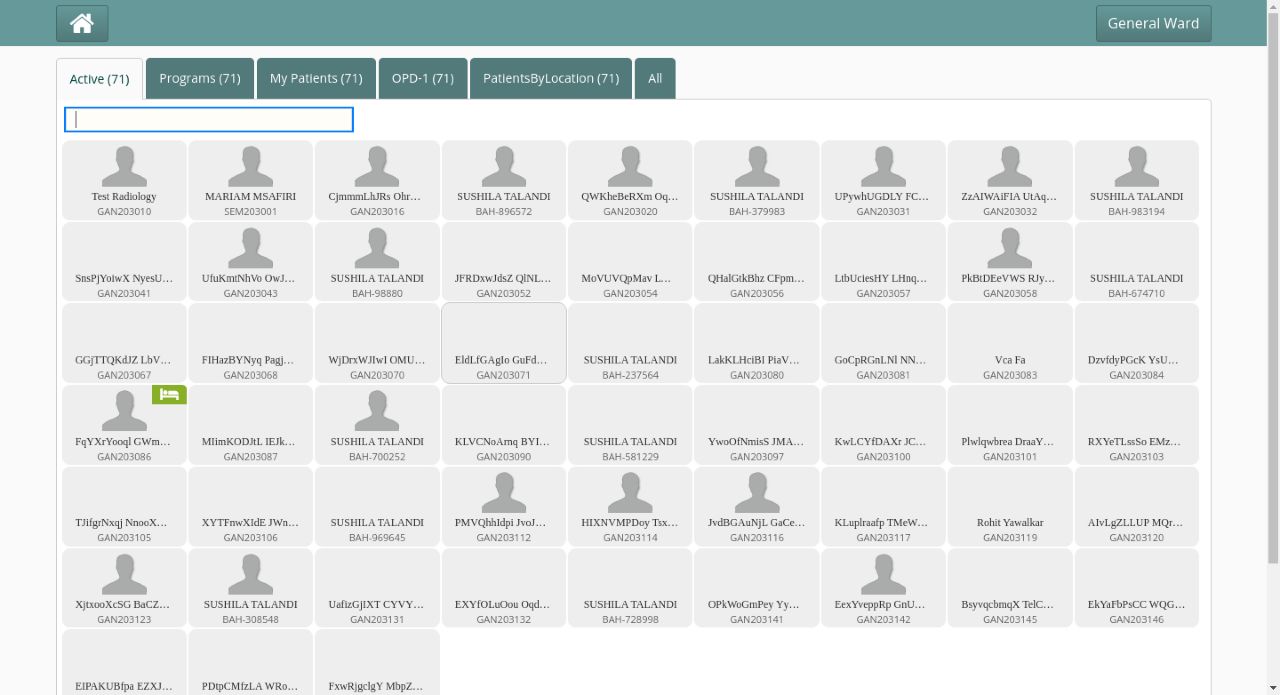 General Ward
Active (71)
Programs (71)
My Patients (71)
OPD-1 (71)
PatientsByLocation (71)
All
Test Radiology
GAN203010
MARIAM MSAFIRI
SEM203001
CjmmmLhJRs Ohr…
GAN203016
SUSHILA TALANDI
BAH-896572
QWKheBeRXm Oq…
GAN203020
SUSHILA TALANDI
BAH-379983
UPywhUGDLY FC…
GAN203031
ZzAIWAiFIA UtAq…
GAN203032
SUSHILA TALANDI
BAH-983194
SnsPjYoiwX NyesU…
GAN203041
UfuKmtNhVo OwJ…
GAN203043
SUSHILA TALANDI
BAH-98880
JFRDxwJdsZ QlNL…
GAN203052
MoVUVQpMav L…
GAN203054
QHalGtkBhz CFpm…
GAN203056
LtbUciesHY LHnq…
GAN203057
PkBtDEeVWS RJy…
GAN203058
SUSHILA TALANDI
BAH-674710
GGjTTQKdJZ LbV…
GAN203067
FIHazBYNyq Pagj…
GAN203068
WjDrxWJIwI OMU…
GAN203070
EldLfGAgIo GuFd…
GAN203071
SUSHILA TALANDI
BAH-237564
LakKLHciBI PiaV…
GAN203080
GoCpRGnLNl NN…
GAN203081
Vca Fa
GAN203083
DzvfdyPGcK YsU…
GAN203084
FqYXrYooql GWm…
GAN203086
MIimKODJtL IEJk…
GAN203087
SUSHILA TALANDI
BAH-700252
KLVCNoArnq BYI…
GAN203090
SUSHILA TALANDI
BAH-581229
YwoOfNmisS JMA…
GAN203097
KwLCYfDAXr JC…
GAN203100
Plwlqwbrea DraaY…
GAN203101
RXYeTLssSo EMz…
GAN203103
TJifgrNxqj NnooX…
GAN203105
XYTFnwXIdE JWn…
GAN203106
SUSHILA TALANDI
BAH-969645
PMVQhhIdpi JvoJ…
GAN203112
HIXNVMPDoy Tsx…
GAN203114
JvdBGAuNjL GaCe…
GAN203116
KLuplraafp TMeW…
GAN203117
Rohit Yawalkar
GAN203119
AIvLgZLLUP MQr…
GAN203120
XjtxooXcSG BaCZ…
GAN203123
SUSHILA TALANDI
BAH-308548
UafizGjIXT CYVY…
GAN203131
EXYfOLuOou Oqd…
GAN203132
SUSHILA TALANDI
BAH-728998
OPkWoGmPey Yy…
GAN203141
EexYveppRp GnU…
GAN203142
BsyvqcbmqX TelC…
GAN203145
EkYaFbPsCC WQG…
GAN203146
EIPAKUBfpa EZXJ…
PDtpCMfzLA WRo…
FxwRjgclgY MbpZ…